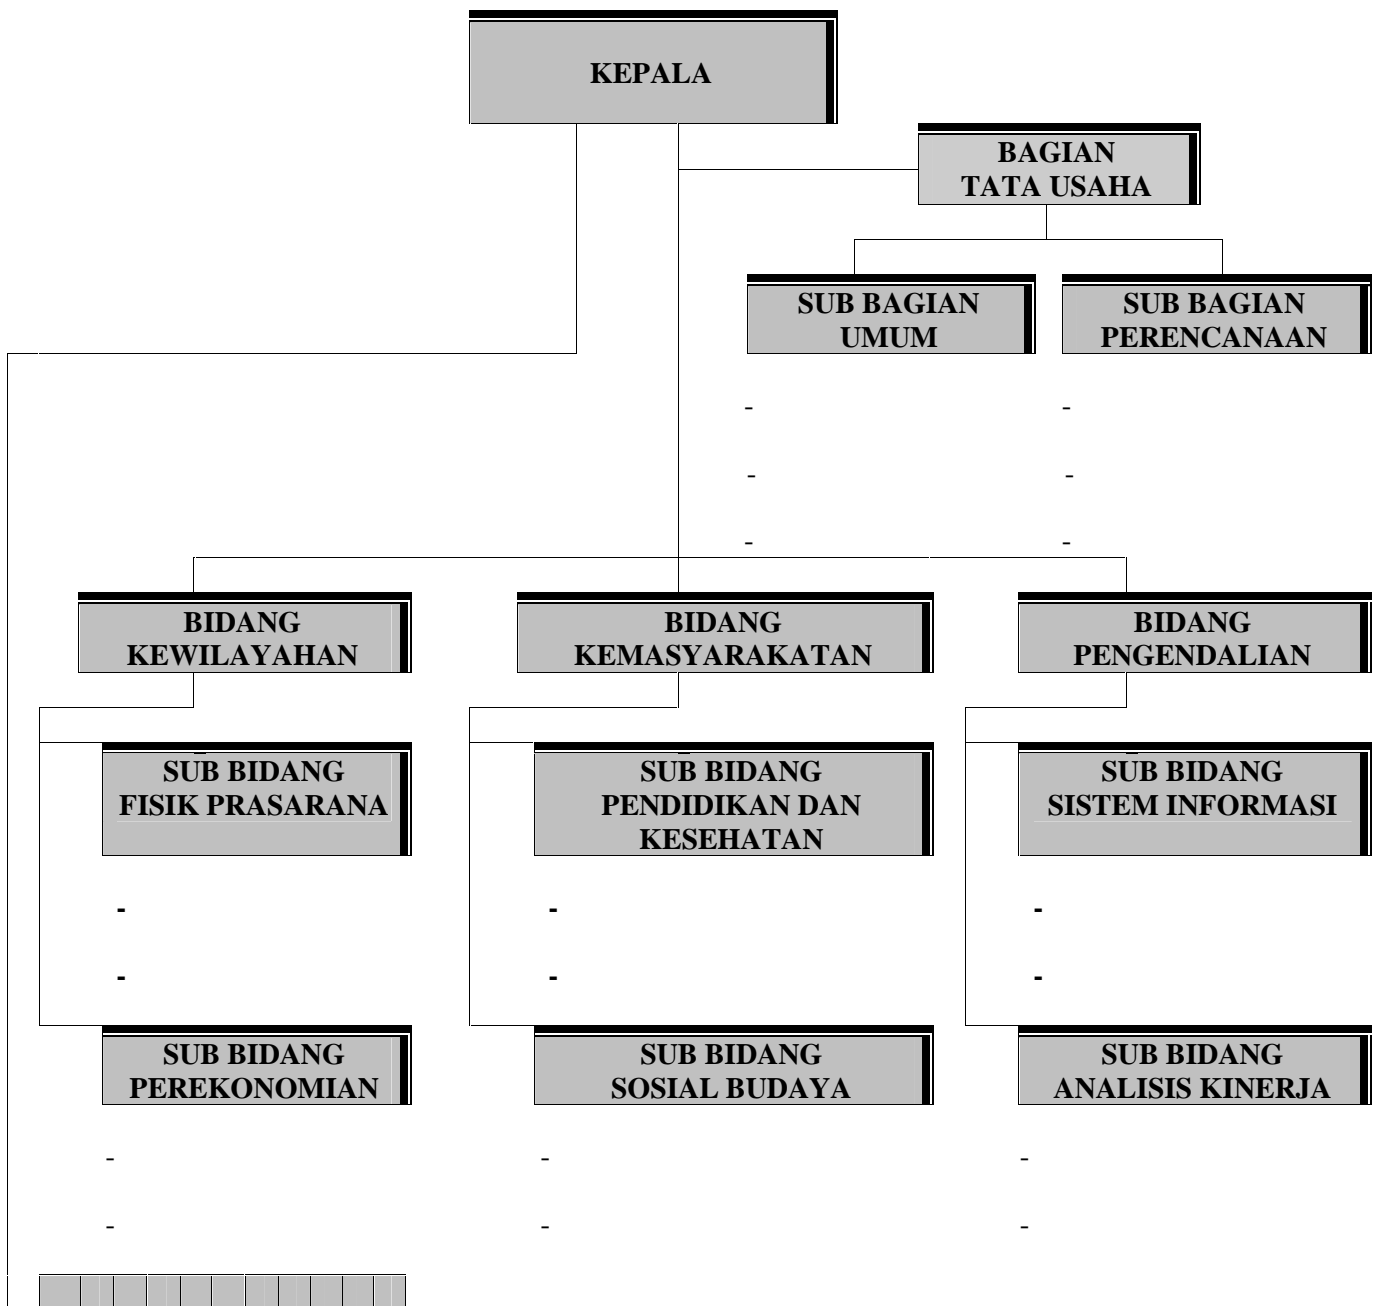 KEPALA
BAGIAN
TATA USAHA
SUB BAGIAN
UMUM
SUB BAGIAN
PERENCANAAN
-
-
-
-
-
-
BIDANG
KEWILAYAHAN
BIDANG
KEMASYARAKATAN
BIDANG
PENGENDALIAN
SUB BIDANG
FISIK PRASARANA
SUB BIDANG
PENDIDIKAN DAN
KESEHATAN
SUB BIDANG
SISTEM INFORMASI
-
-
-
-
-
-
SUB BIDANG
PEREKONOMIAN
SUB BIDANG
SOSIAL BUDAYA
SUB BIDANG
ANALISIS KINERJA
-
-
-
-
-
-